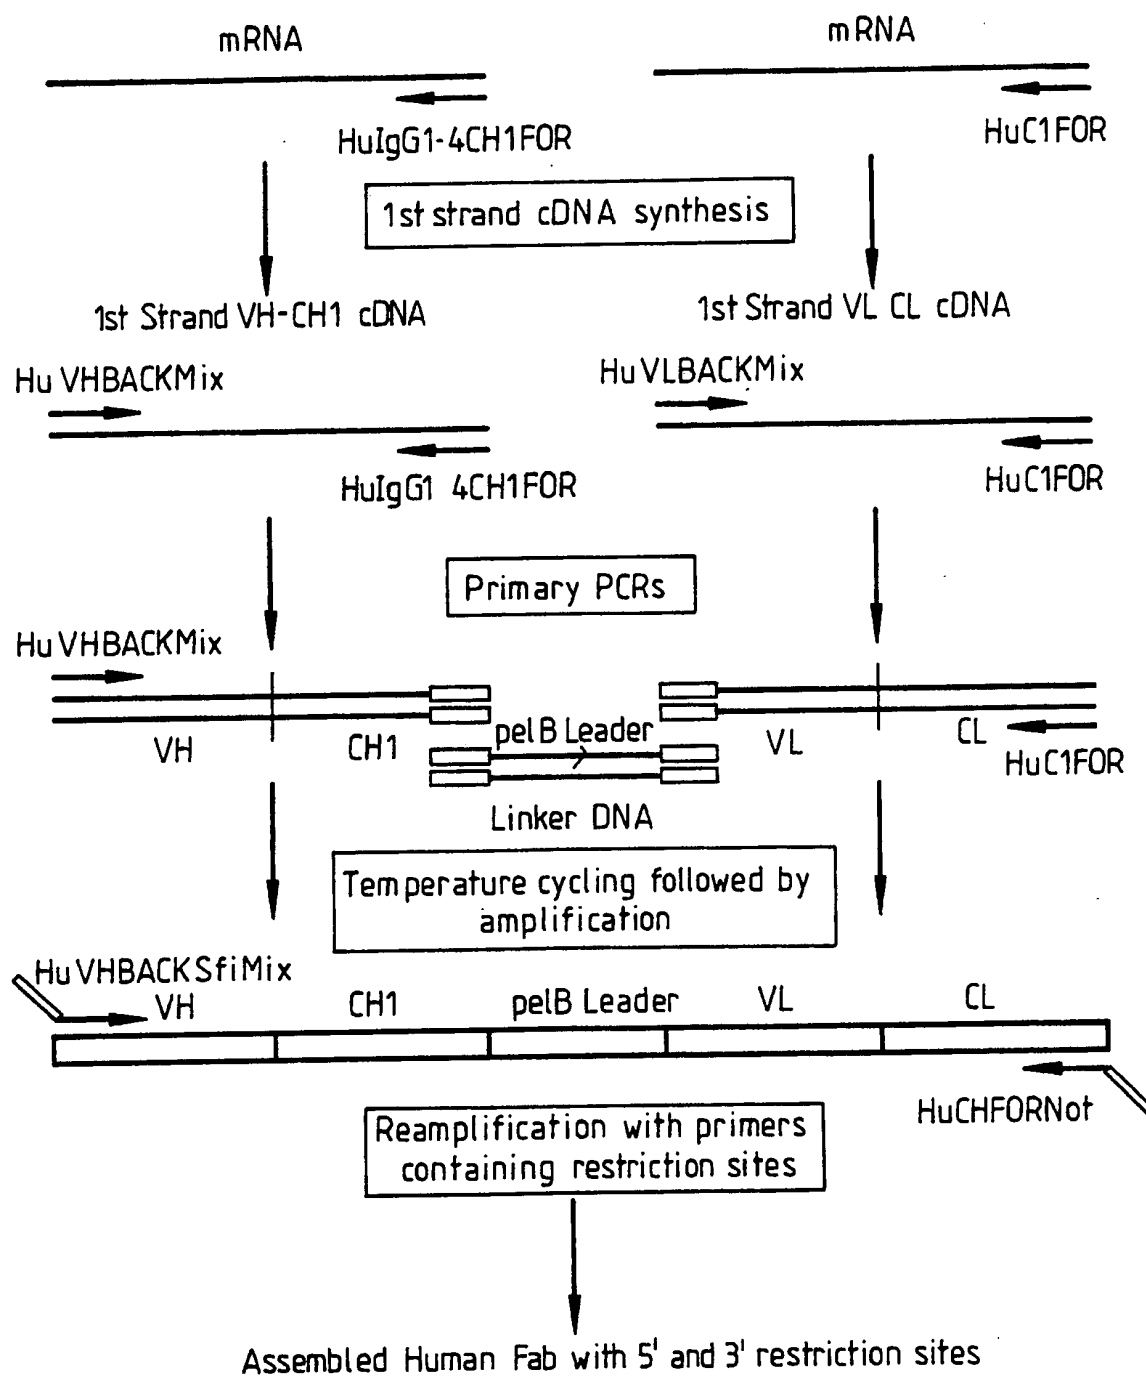 mRNA
mRNA
HuIgG1-4CH1FOR
HuC1FOR
1st strand cDNA synthesis
1st Strand VH-CH1 cDNA
1st Strand VL CL cDNA
Hu VHBACKMix
HuVLBACKMix
HuIgG1 4CH1FOR
HuC1FOR
Primary PCRs
Hu VHBACKMix
VH
CH1
pelB Leader
VL
CL
HuC1FOR
Linker DNA
Temperature cycling followed by
amplification
Hu VHBACKSfiMix
VH
CH1
pelB Leader
VL
CL
HuCHFORNot
Reamplification with primers
containing restriction sites
Assembled Human Fab with 5' and 3' restriction sites